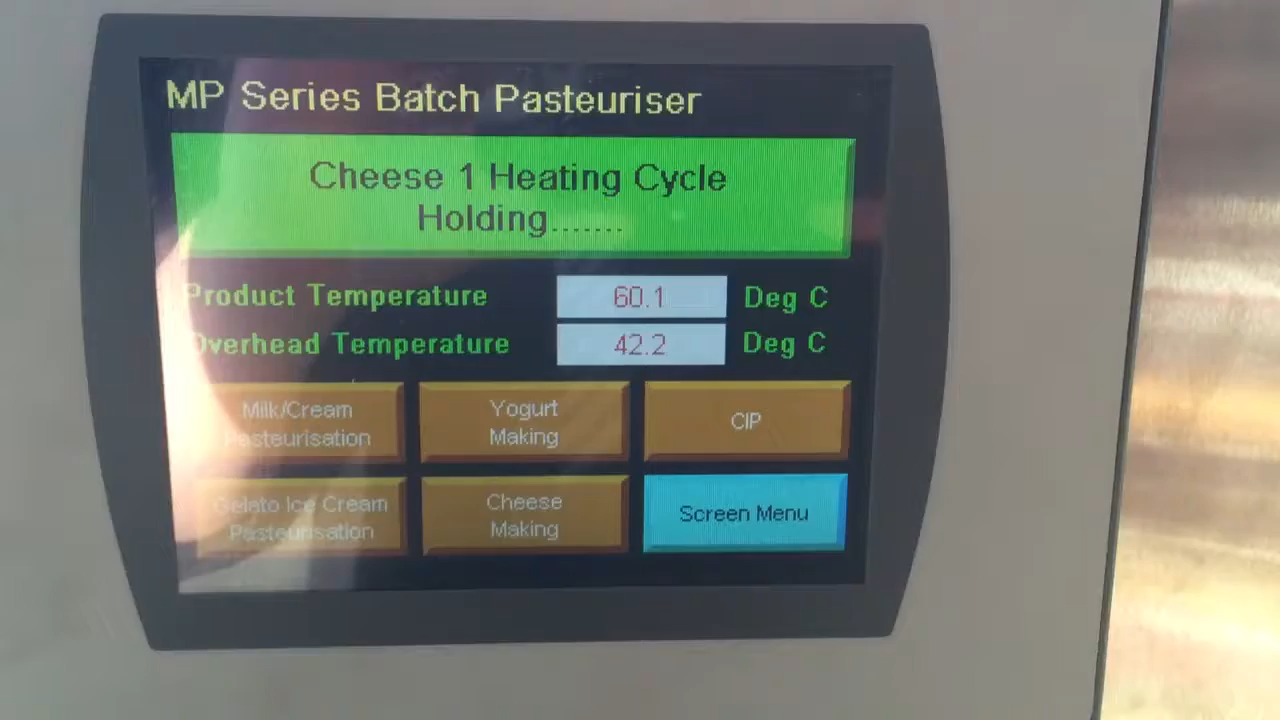 MP Series Batch Pasteuriser
Cheese 1 Heating Cycle
Holding.......
Product Temperature 60.1 Deg C
Overhead Temperature 42.2 Deg C
Milk/Cream
Pasteurisation
Yogurt
Making
CIP
Gelato Ice Cream
Pasteurisation
Cheese
Making
Screen Menu